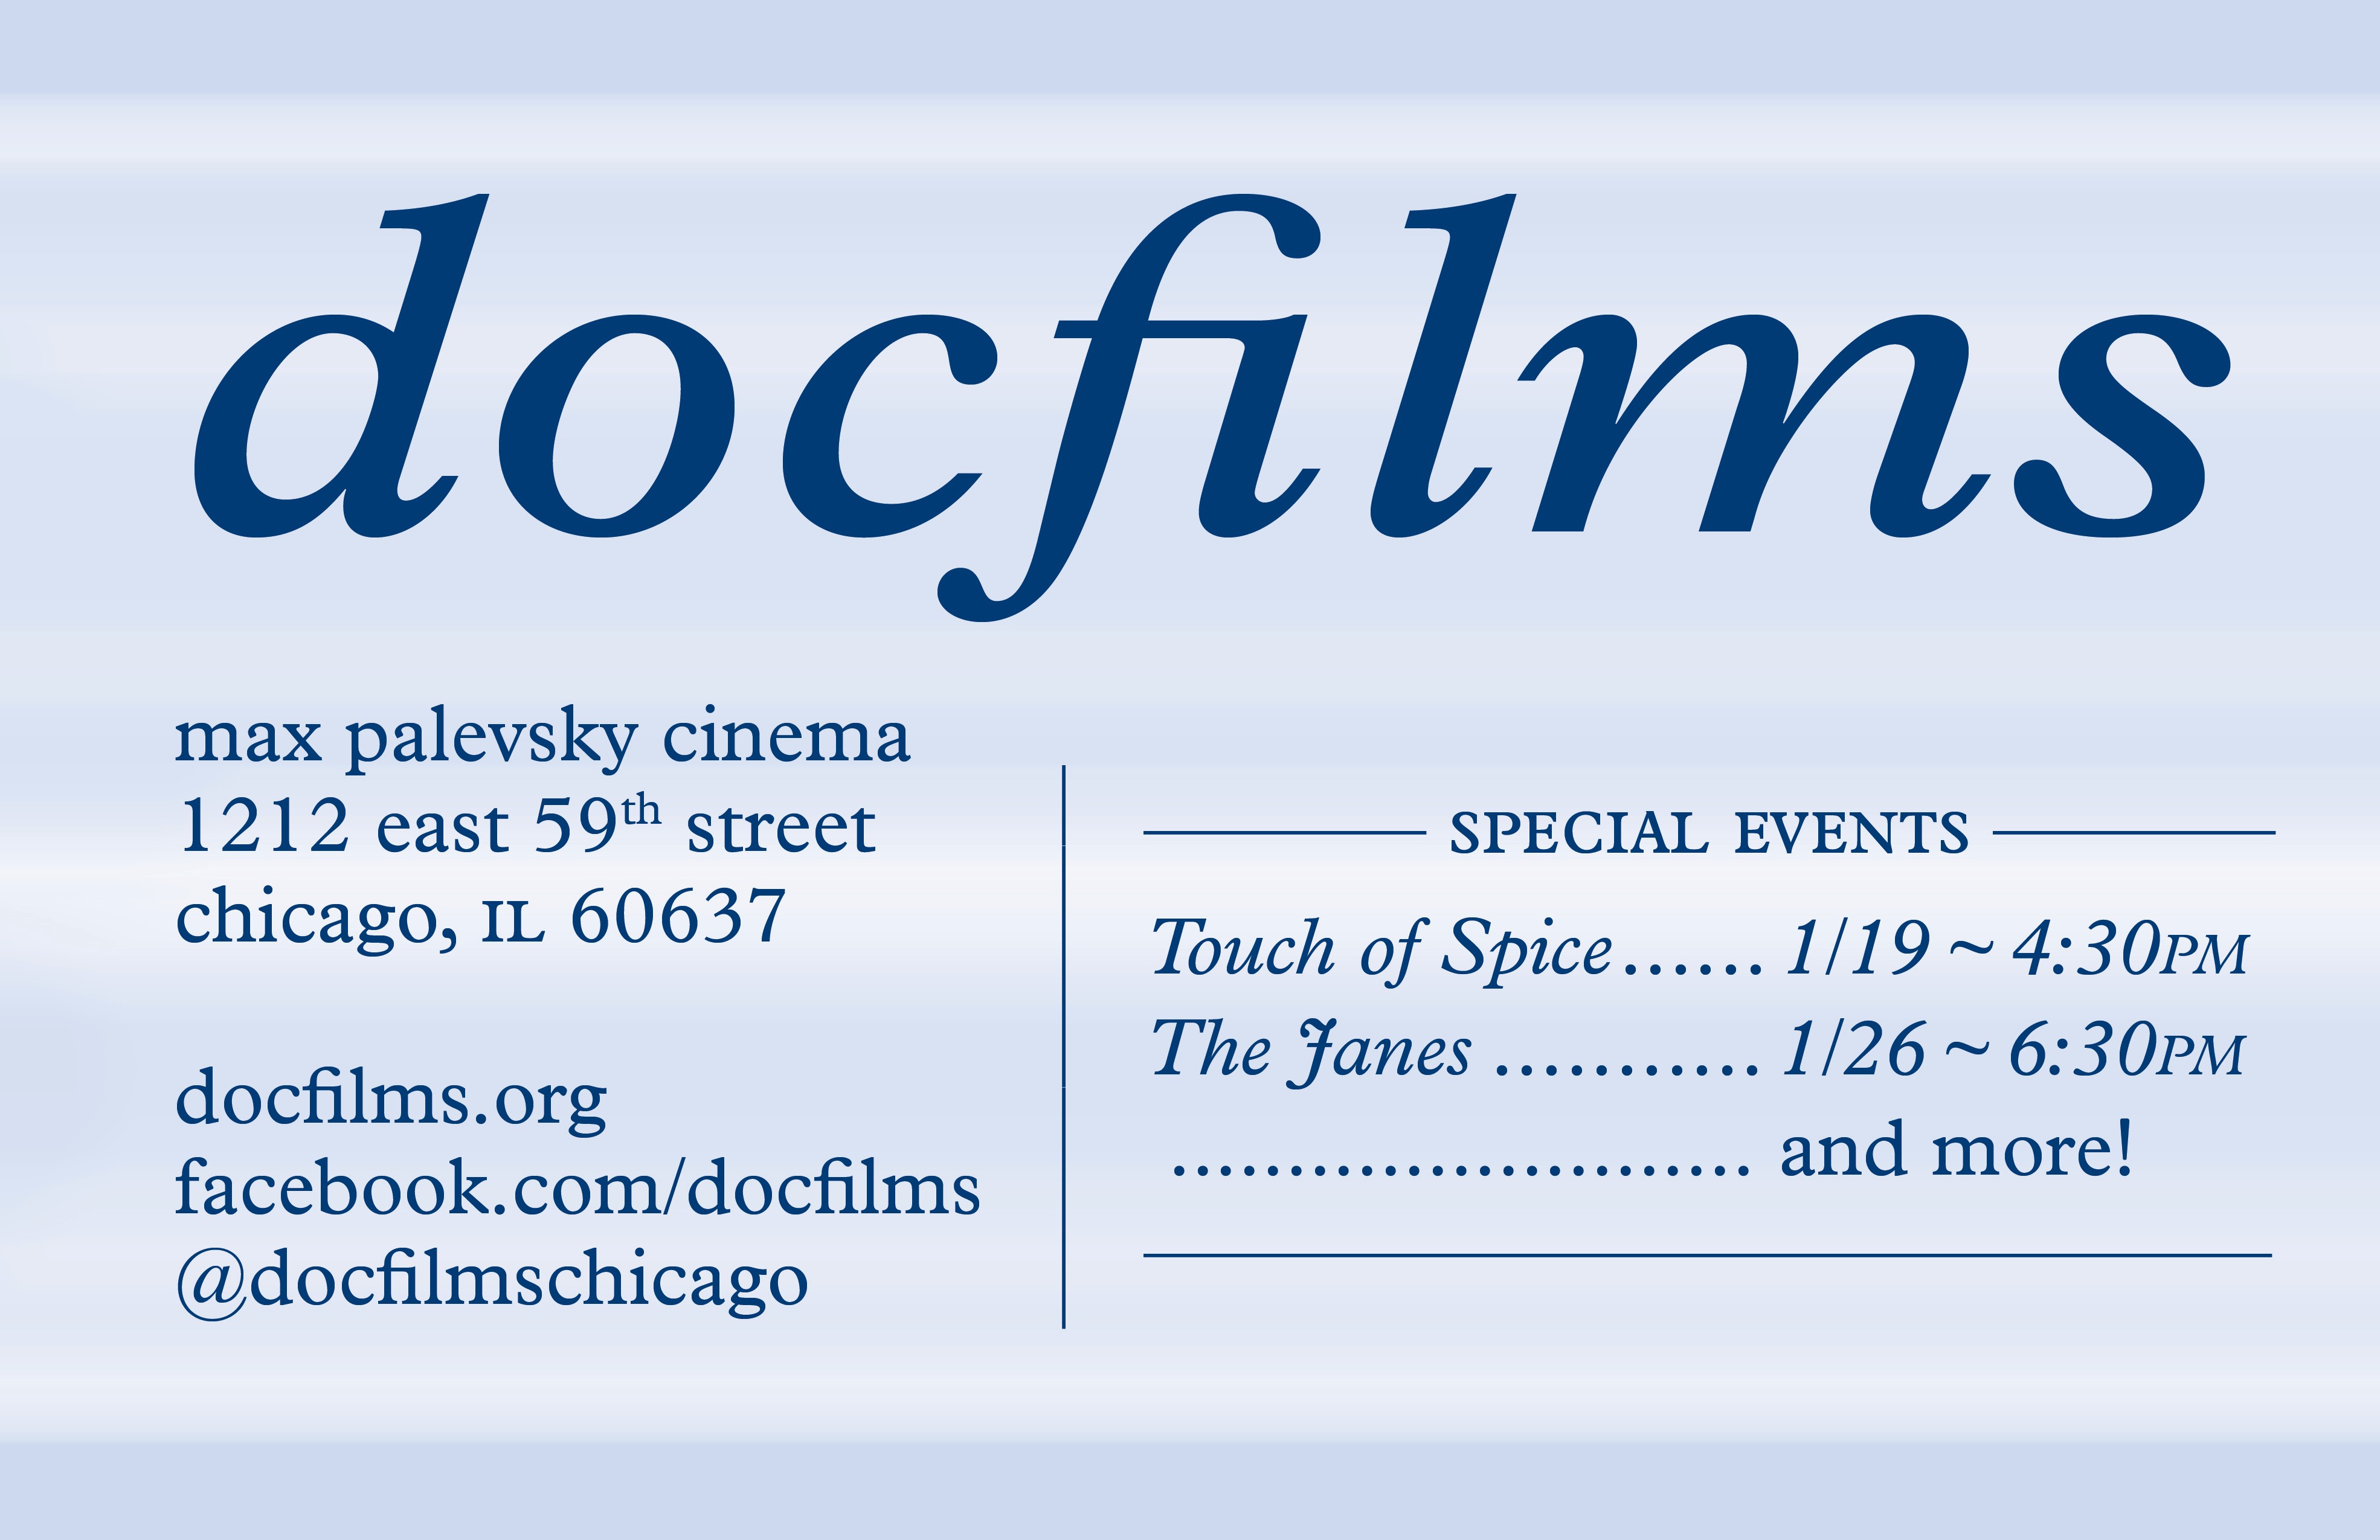 docfilms
max palevsky cinema
1212 east 59th street
chicago, IL 60637
docfilms.org
facebook.com/docfilms
@docfilmschicago
SPECIAL EVENTS
Touch of Spice...... 1/19 ~ 4:30PM
The Janes ........... 1/26 ~ 6:30PM
......................... and more!